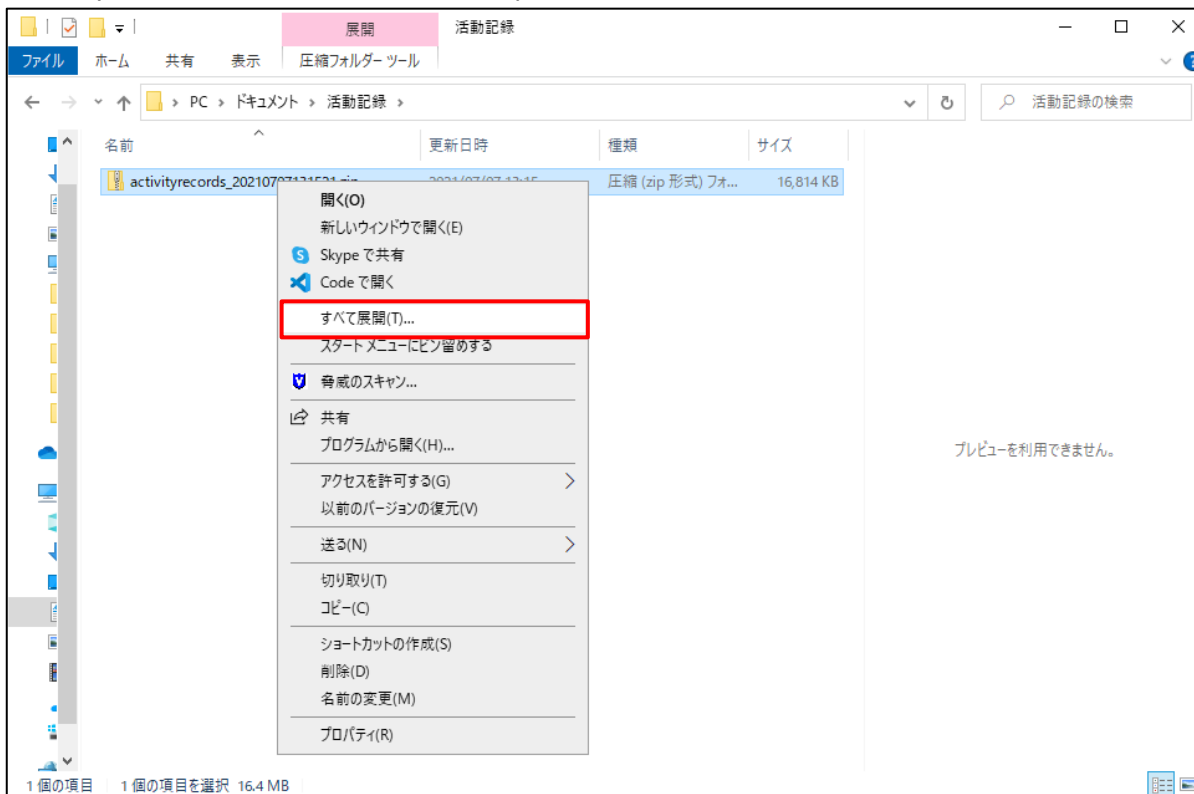 展開
活動記録
ファイル ホーム 共有 表示 圧縮フォルダー ツール
PC › ドキュメント › 活動記録 ›
活動記録の検索
名前 更新日時 種類 サイズ
activityrecords_20210707131521.zip 2021/07/07 13:15 圧縮 (zip 形式) フォ... 16,814 KB
開く(O)
新しいウィンドウで開く(E)
Skype で共有
Code で開く
すべて展開(T)...
スタート メニューにピン留めする
脅威のスキャン...
共有
プログラムから開く(H)...
プレビューを利用できません。
アクセスを許可する(G)
以前のバージョンの復元(V)
送る(N)
切り取り(T)
コピー(C)
ショートカットの作成(S)
削除(D)
名前の変更(M)
プロパティ(R)
1 個の項目 1 個の項目を選択 16.4 MB